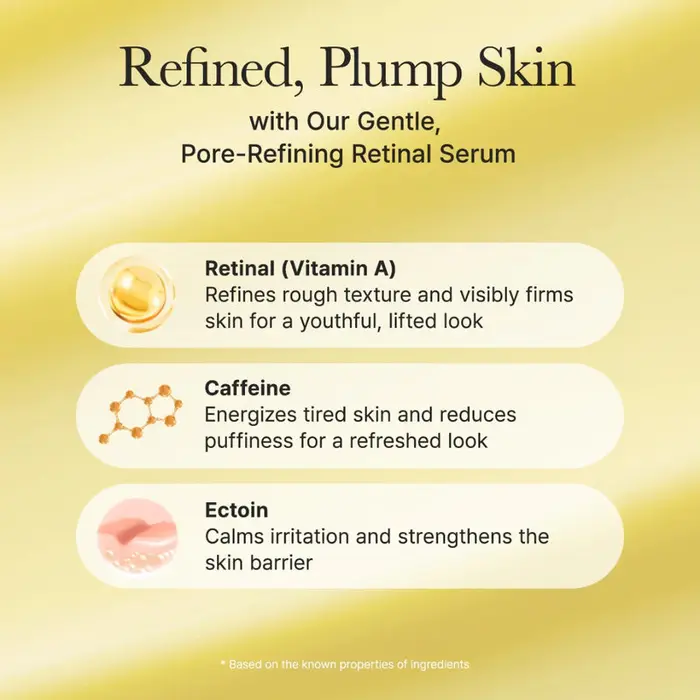 Refined, Plump Skin
with Our Gentle,
Pore-Refining Retinal Serum
Retinal (Vitamin A)
Refines rough texture and visibly firms
skin for a youthful, lifted look
Caffeine
Energizes tired skin and reduces
puffiness for a refreshed look
Ectoin
Calms irritation and strengthens the
skin barrier
* Based on the known properties of ingredients